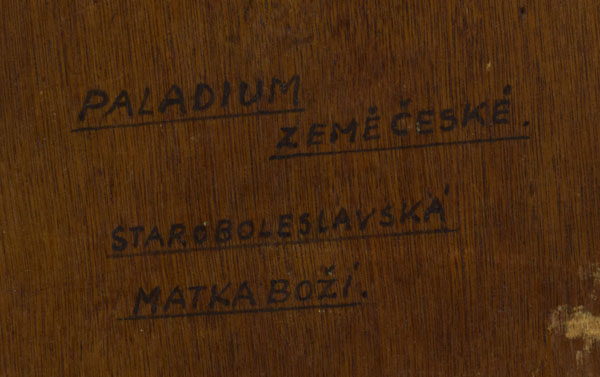 PALADIUM
ZEMĚ ČESKÉ.
STAROBOLESLAVSKÁ
MATKA BOŽÍ.